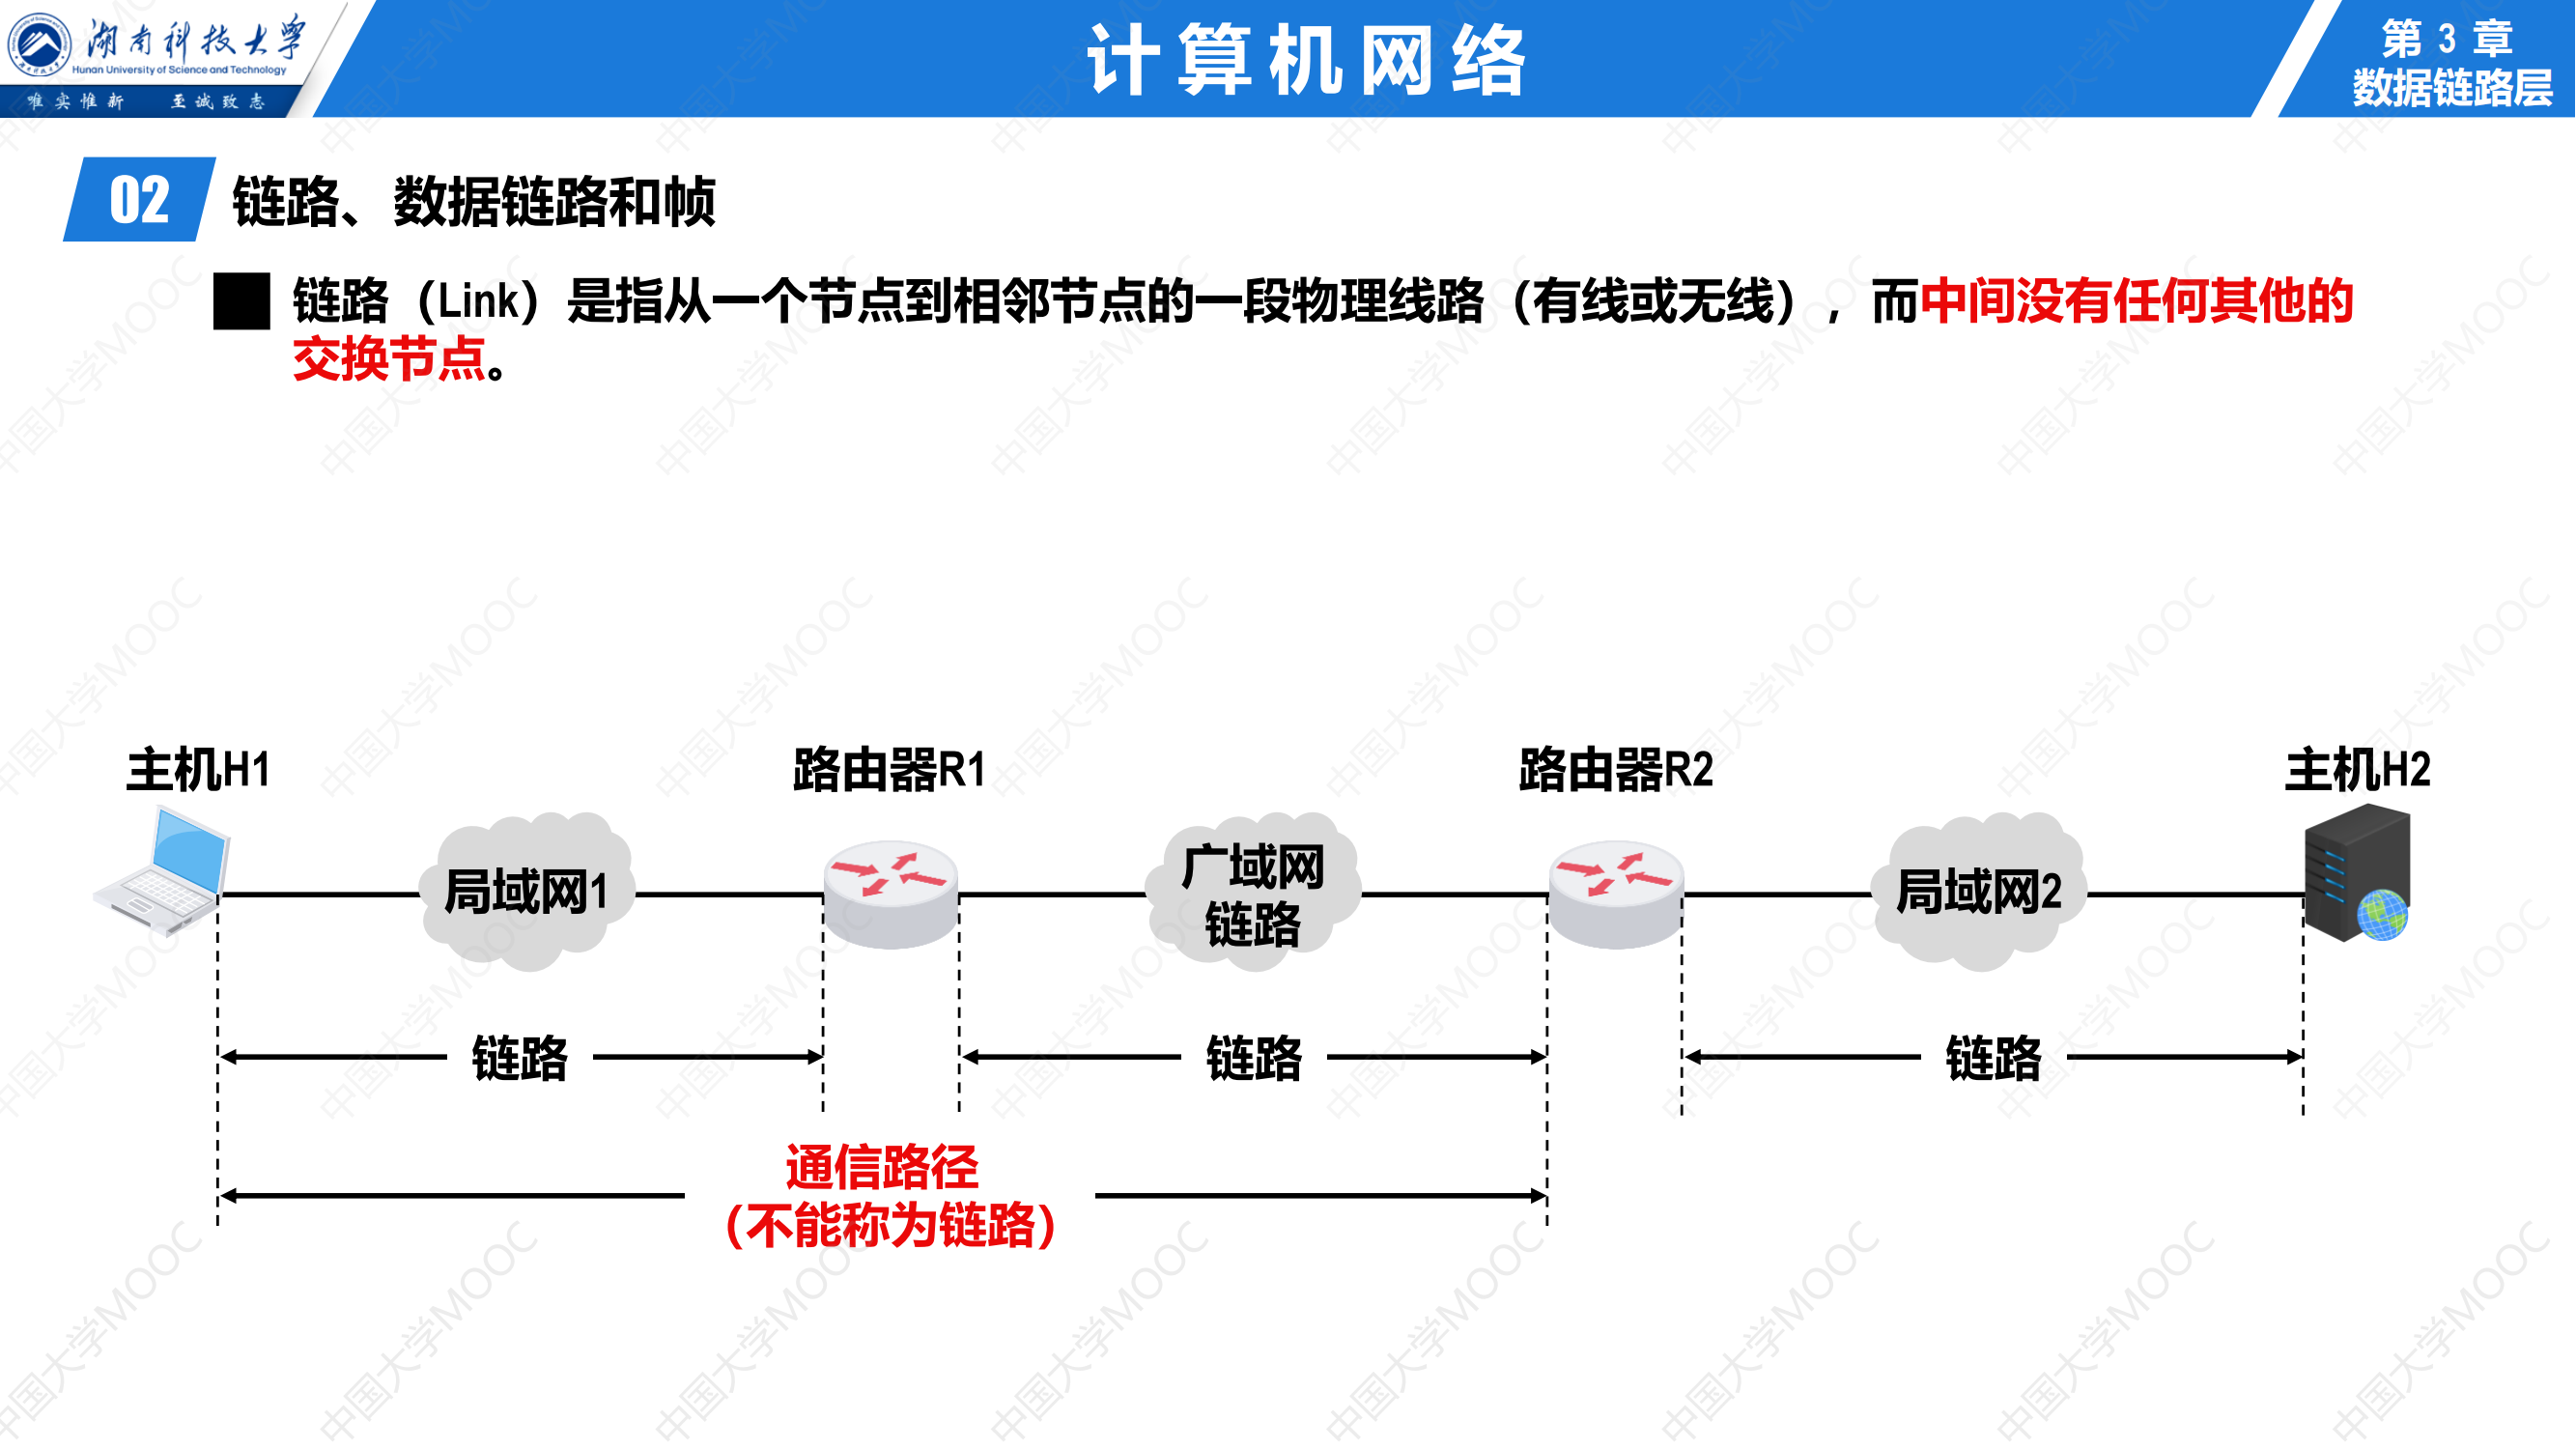 湖南科技大学
Hunan University of Science and Technology
唯实惟新 至诚致志
计算机网络
第 3 章
数据链路层
02 链路、数据链路和帧
链路（Link）是指从一个节点到相邻节点的一段物理线路（有线或无线），而中间没有任何其他的
交换节点。
主机H1 路由器R1 路由器R2 主机H2
局域网1
广域网
链路
局域网2
链路 链路 链路
通信路径
（不能称为链路）
中国大学MOOC